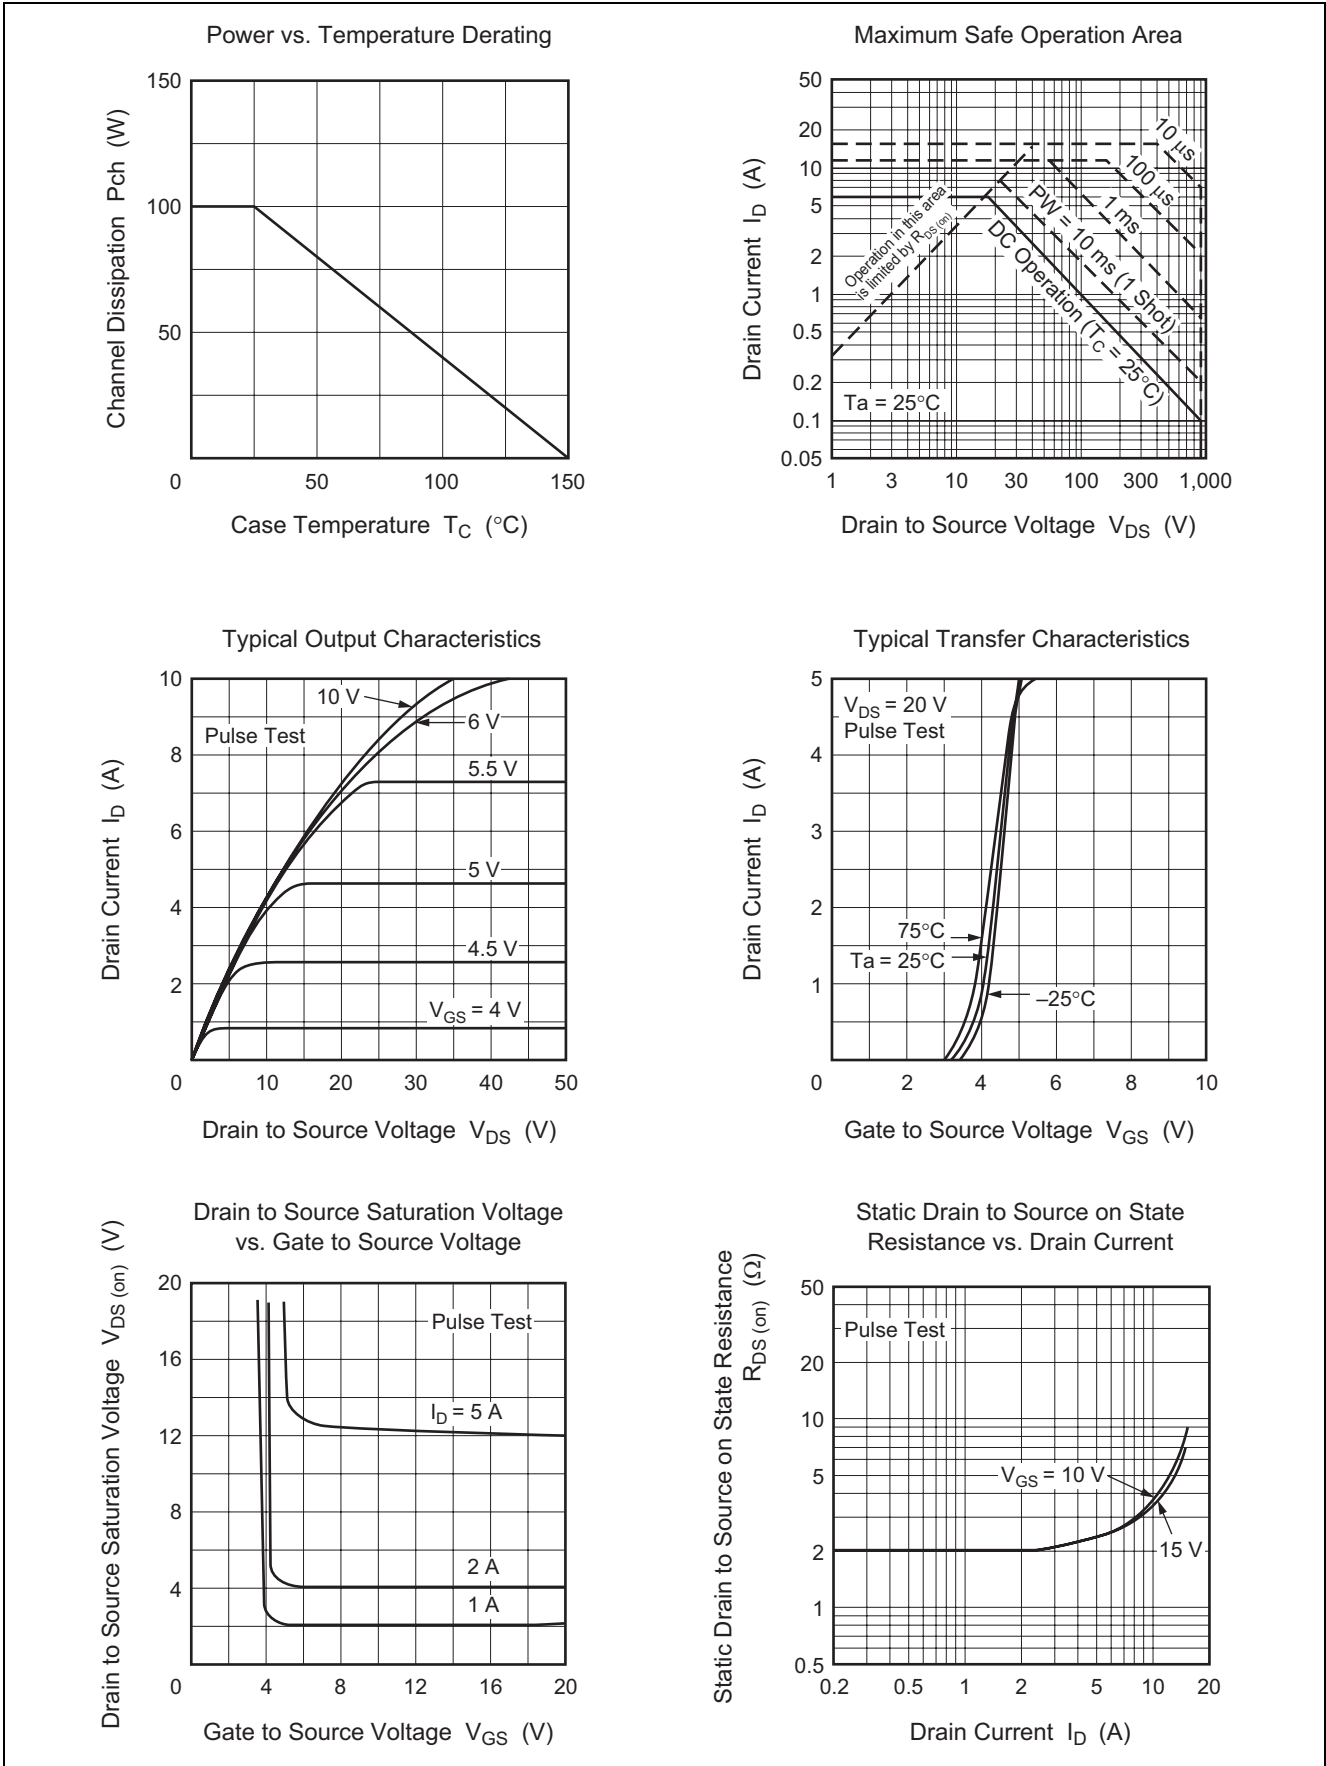 Power vs. Temperature Derating
150
100
50
0
50
100
150
Channel Dissipation Pch (W)
Case Temperature TC (°C)
Maximum Safe Operation Area
50
20
10
5
2
1
0.5
0.2
0.1
0.05
1
3
10
30
100
300
1,000
Drain Current ID (A)
Drain to Source Voltage VDS (V)
10 μs
100 μs
1 ms
PW = 10 ms (1 Shot)
DC Operation (TC = 25°C)
Operation in this area
is limited by RDS (on)
Ta = 25°C
Typical Output Characteristics
10
8
6
4
2
0
10
20
30
40
50
Drain Current ID (A)
Drain to Source Voltage VDS (V)
10 V
6 V
Pulse Test
5.5 V
5 V
4.5 V
VGS = 4 V
Typical Transfer Characteristics
5
4
3
2
1
0
2
4
6
8
10
Drain Current ID (A)
Gate to Source Voltage VGS (V)
VDS = 20 V
Pulse Test
75°C
Ta = 25°C
–25°C
Drain to Source Saturation Voltage
vs. Gate to Source Voltage
20
16
12
8
4
0
4
8
12
16
20
Drain to Source Saturation Voltage VDS (on) (V)
Gate to Source Voltage VGS (V)
Pulse Test
ID = 5 A
2 A
1 A
Static Drain to Source on State
Resistance vs. Drain Current
50
20
10
5
2
1
0.5
0.2
0.5
1
2
5
10
20
Static Drain to Source on State Resistance
RDS (on) (Ω)
Drain Current ID (A)
Pulse Test
VGS = 10 V
15 V